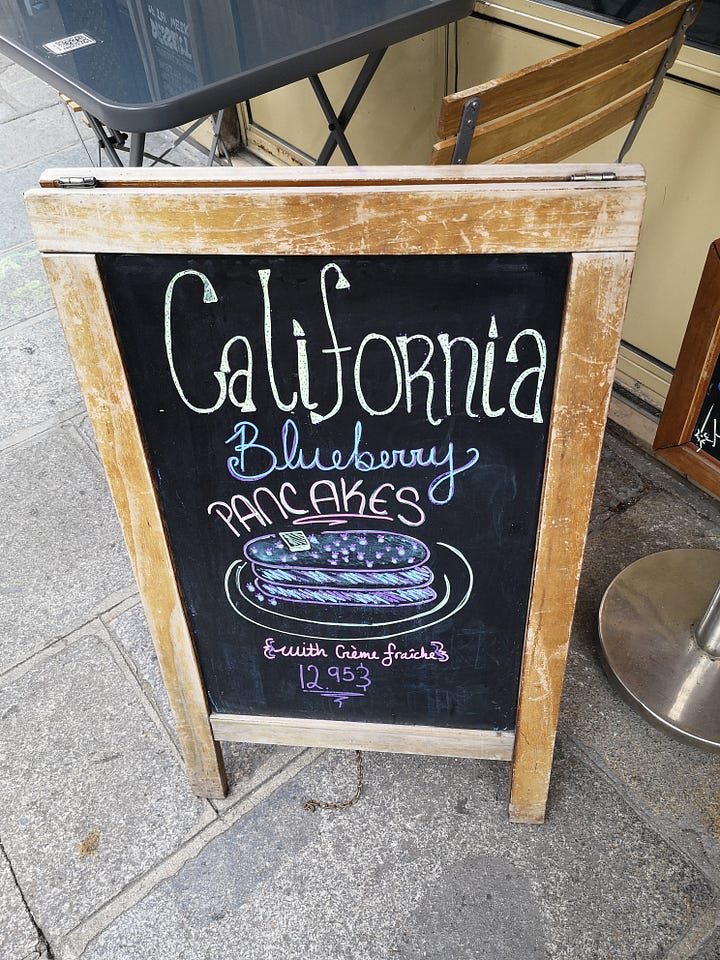 California
Blueberry
PANCAKES
{with Crème fraîche}
12.95